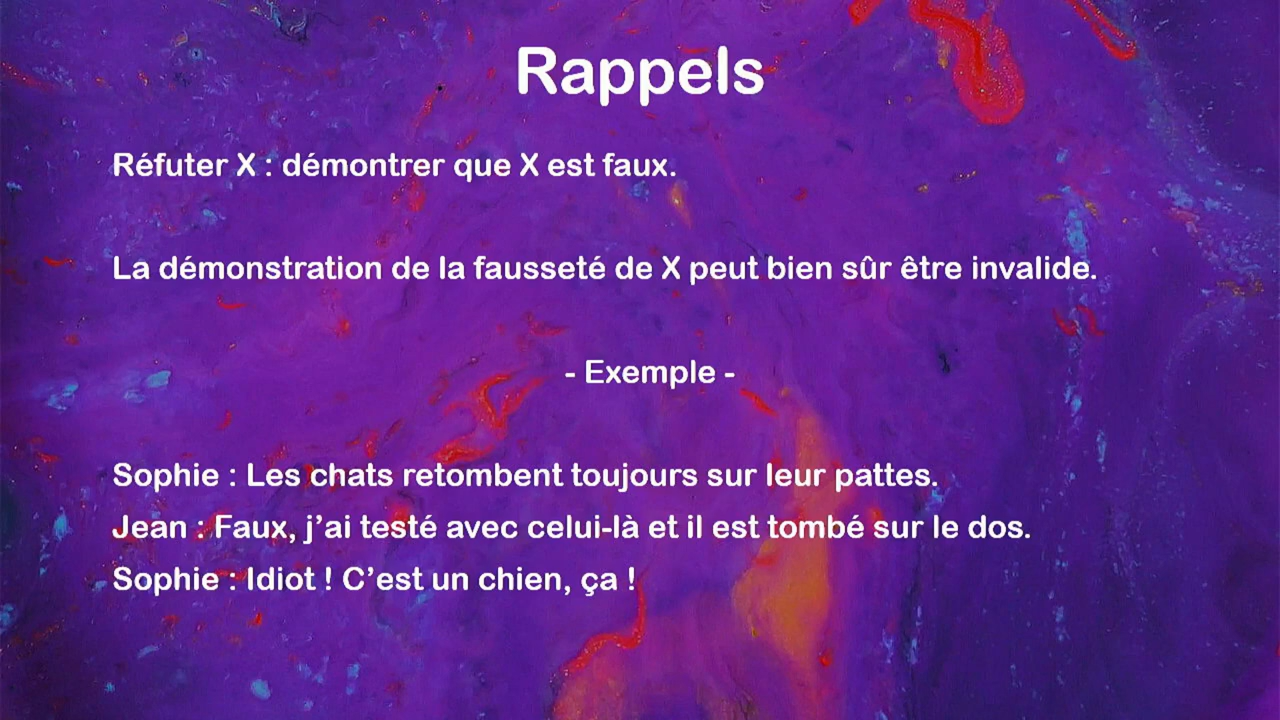 Rappels
Réfuter X : démontrer que X est faux.
La démonstration de la fausseté de X peut bien sûr être invalide.
- Exemple -
Sophie : Les chats retombent toujours sur leur pattes.
Jean : Faux, j’ai testé avec celui-là et il est tombé sur le dos.
Sophie : Idiot ! C’est un chien, ça !